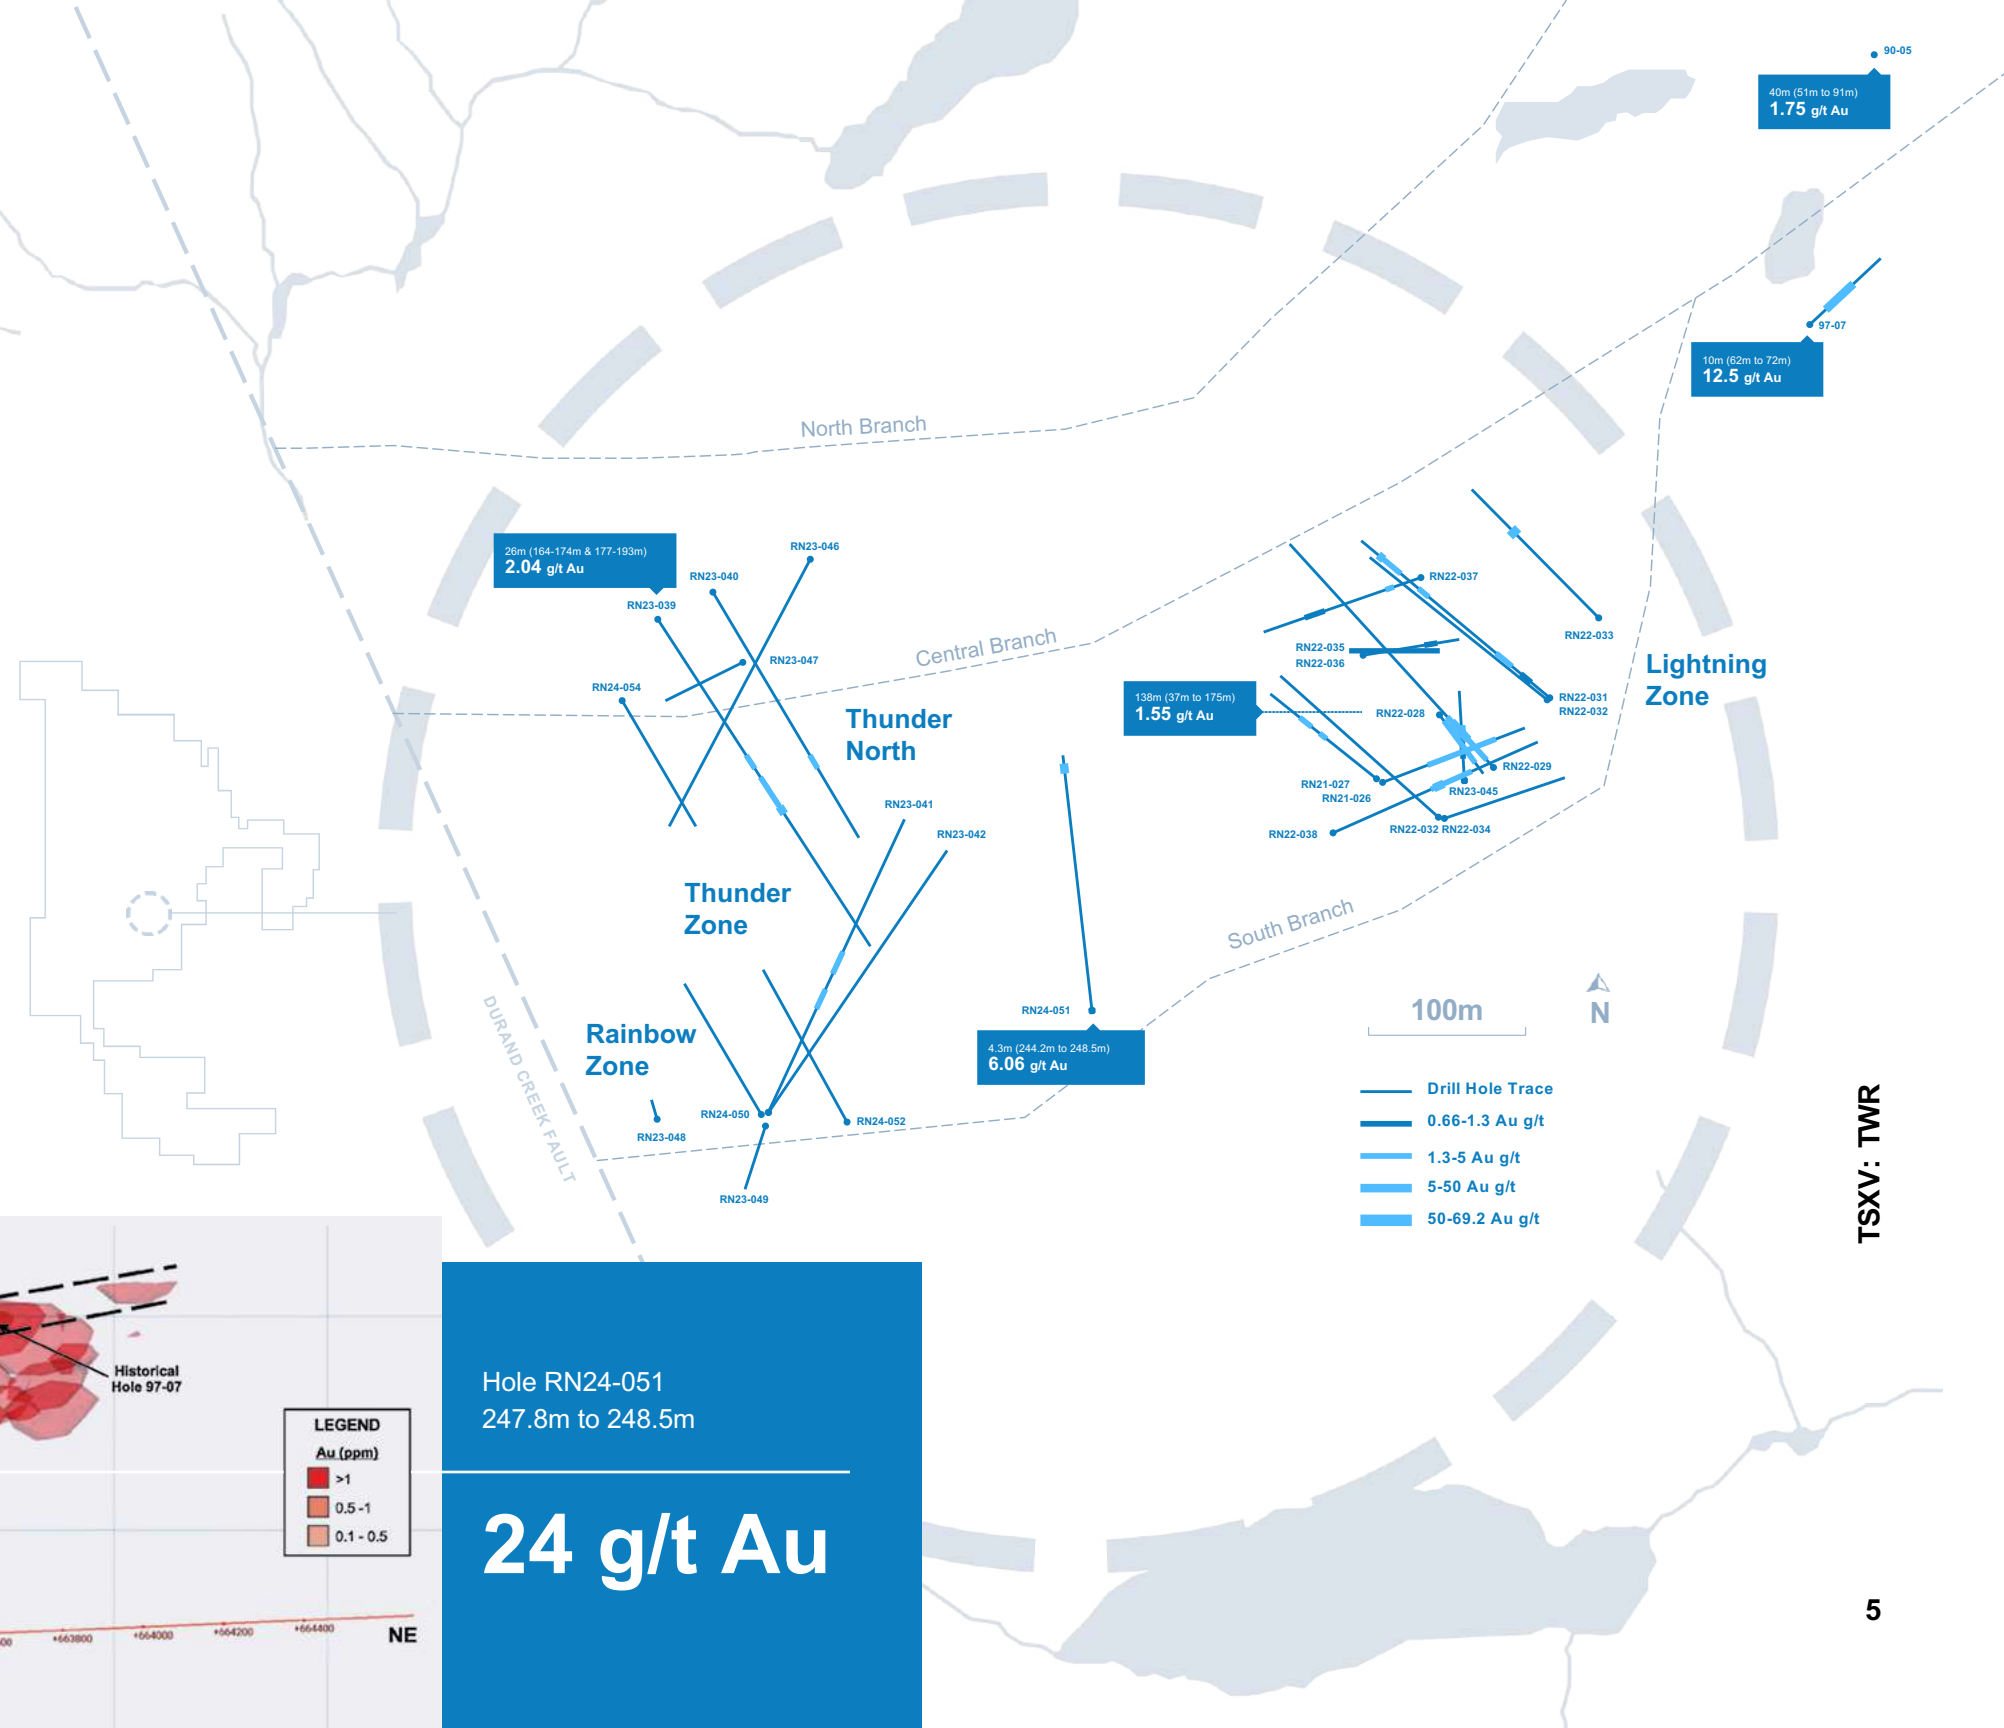 90-05
40m (51m to 91m)
1.75 g/t Au
97-07
10m (62m to 72m)
12.5 g/t Au
North Branch
26m (164-174m & 177-193m)
2.04 g/t Au
RN23-046
RN23-040
RN23-039
RN23-047
RN24-054
Central Branch
Thunder
North
RN22-037
RN22-033
RN22-035
RN22-036
Lightning
Zone
138m (37m to 175m)
1.55 g/t Au
RN22-028
RN22-031
RN22-032
RN22-029
RN21-027
RN21-026
RN23-045
RN22-038
RN22-032 RN22-034
RN23-041
RN23-042
Thunder
Zone
South Branch
DURAND CREEK FAULT
Rainbow
Zone
RN24-051
4.3m (244.2m to 248.5m)
6.06 g/t Au
RN24-050
RN24-052
RN23-048
RN23-049
100m
N
Drill Hole Trace
0.66-1.3 Au g/t
1.3-5 Au g/t
5-50 Au g/t
50-69.2 Au g/t
TSXV: TWR
Historical
Hole 97-07
LEGEND
Au (ppm)
>1
0.5 -1
0.1 - 0.5
+663800
+664000
+664200
+664400
NE
Hole RN24-051
247.8m to 248.5m
24 g/t Au
5